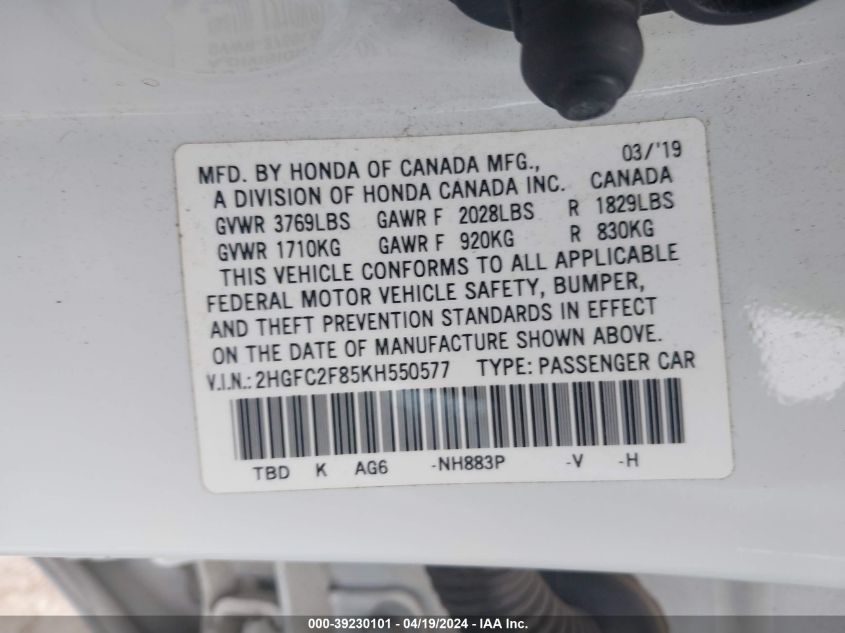 MFD. BY HONDA OF CANADA MFG., 03/'19
A DIVISION OF HONDA CANADA INC. CANADA
GVWR 3769LBS GAWR F 2028LBS R 1829LBS
GVWR 1710KG GAWR F 920KG R 830KG
THIS VEHICLE CONFORMS TO ALL APPLICABLE
FEDERAL MOTOR VEHICLE SAFETY, BUMPER,
AND THEFT PREVENTION STANDARDS IN EFFECT
ON THE DATE OF MANUFACTURE SHOWN ABOVE.
V.I.N.: 2HGFC2F85KH550577 TYPE: PASSENGER CAR
TBD K AG6 -NH883P -V -H
000-39230101 - 04/19/2024 - IAA Inc.